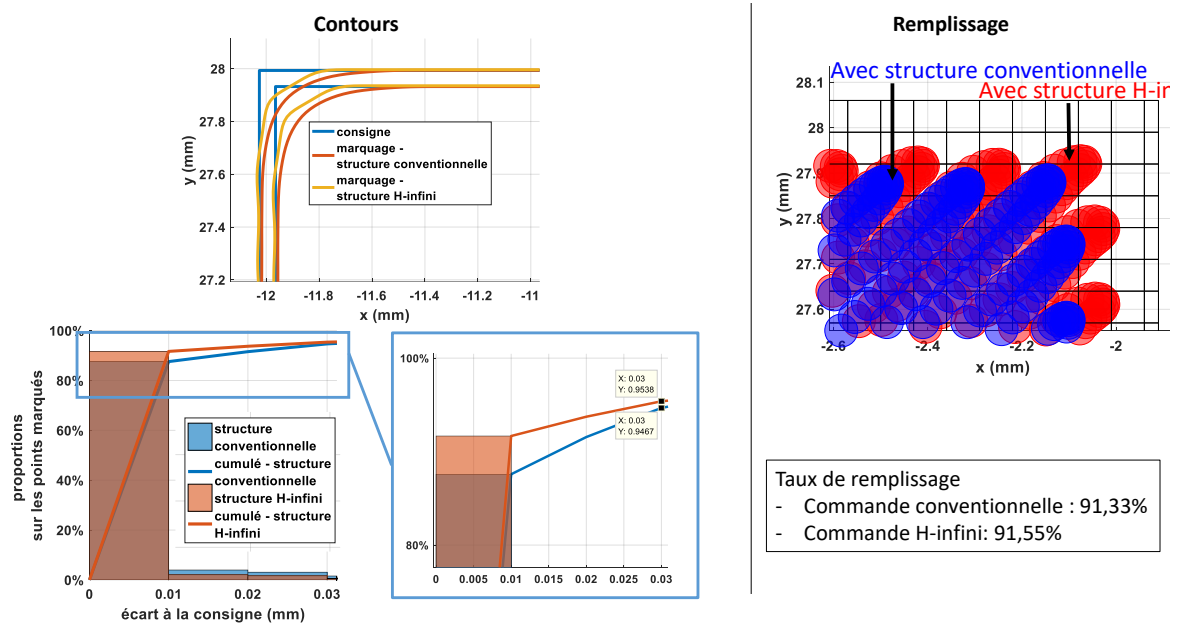 Contours
28
27.8
27.6
27.4
27.2
y (mm)
consigne
marquage -
structure conventionnelle
marquage -
structure H-infini
-12
-11.8
-11.6
-11.4
-11.2
-11
x (mm)
100%
80%
60%
40%
20%
0%
proportions
sur les points marqués
structure
conventionnelle
cumulé - structure
conventionnelle
structure H-infini
cumulé - structure
H-infini
0
0.01
0.02
0.03
écart à la consigne (mm)
100%
80%
X: 0.03
Y: 0.9538
X: 0.03
Y: 0.9467
0
0.005
0.01
0.015
0.02
0.025
0.03
Remplissage
Avec structure conventionnelle
Avec structure H-in
28.1
28
27.9
27.8
27.7
27.6
y (mm)
-2.6
-2.4
-2.2
-2
x (mm)
Taux de remplissage
- Commande conventionnelle : 91,33%
- Commande H-infini: 91,55%